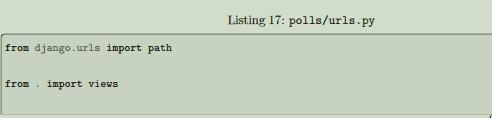 Listing 17: polls/urls.py
from django.urls import path
from . import views